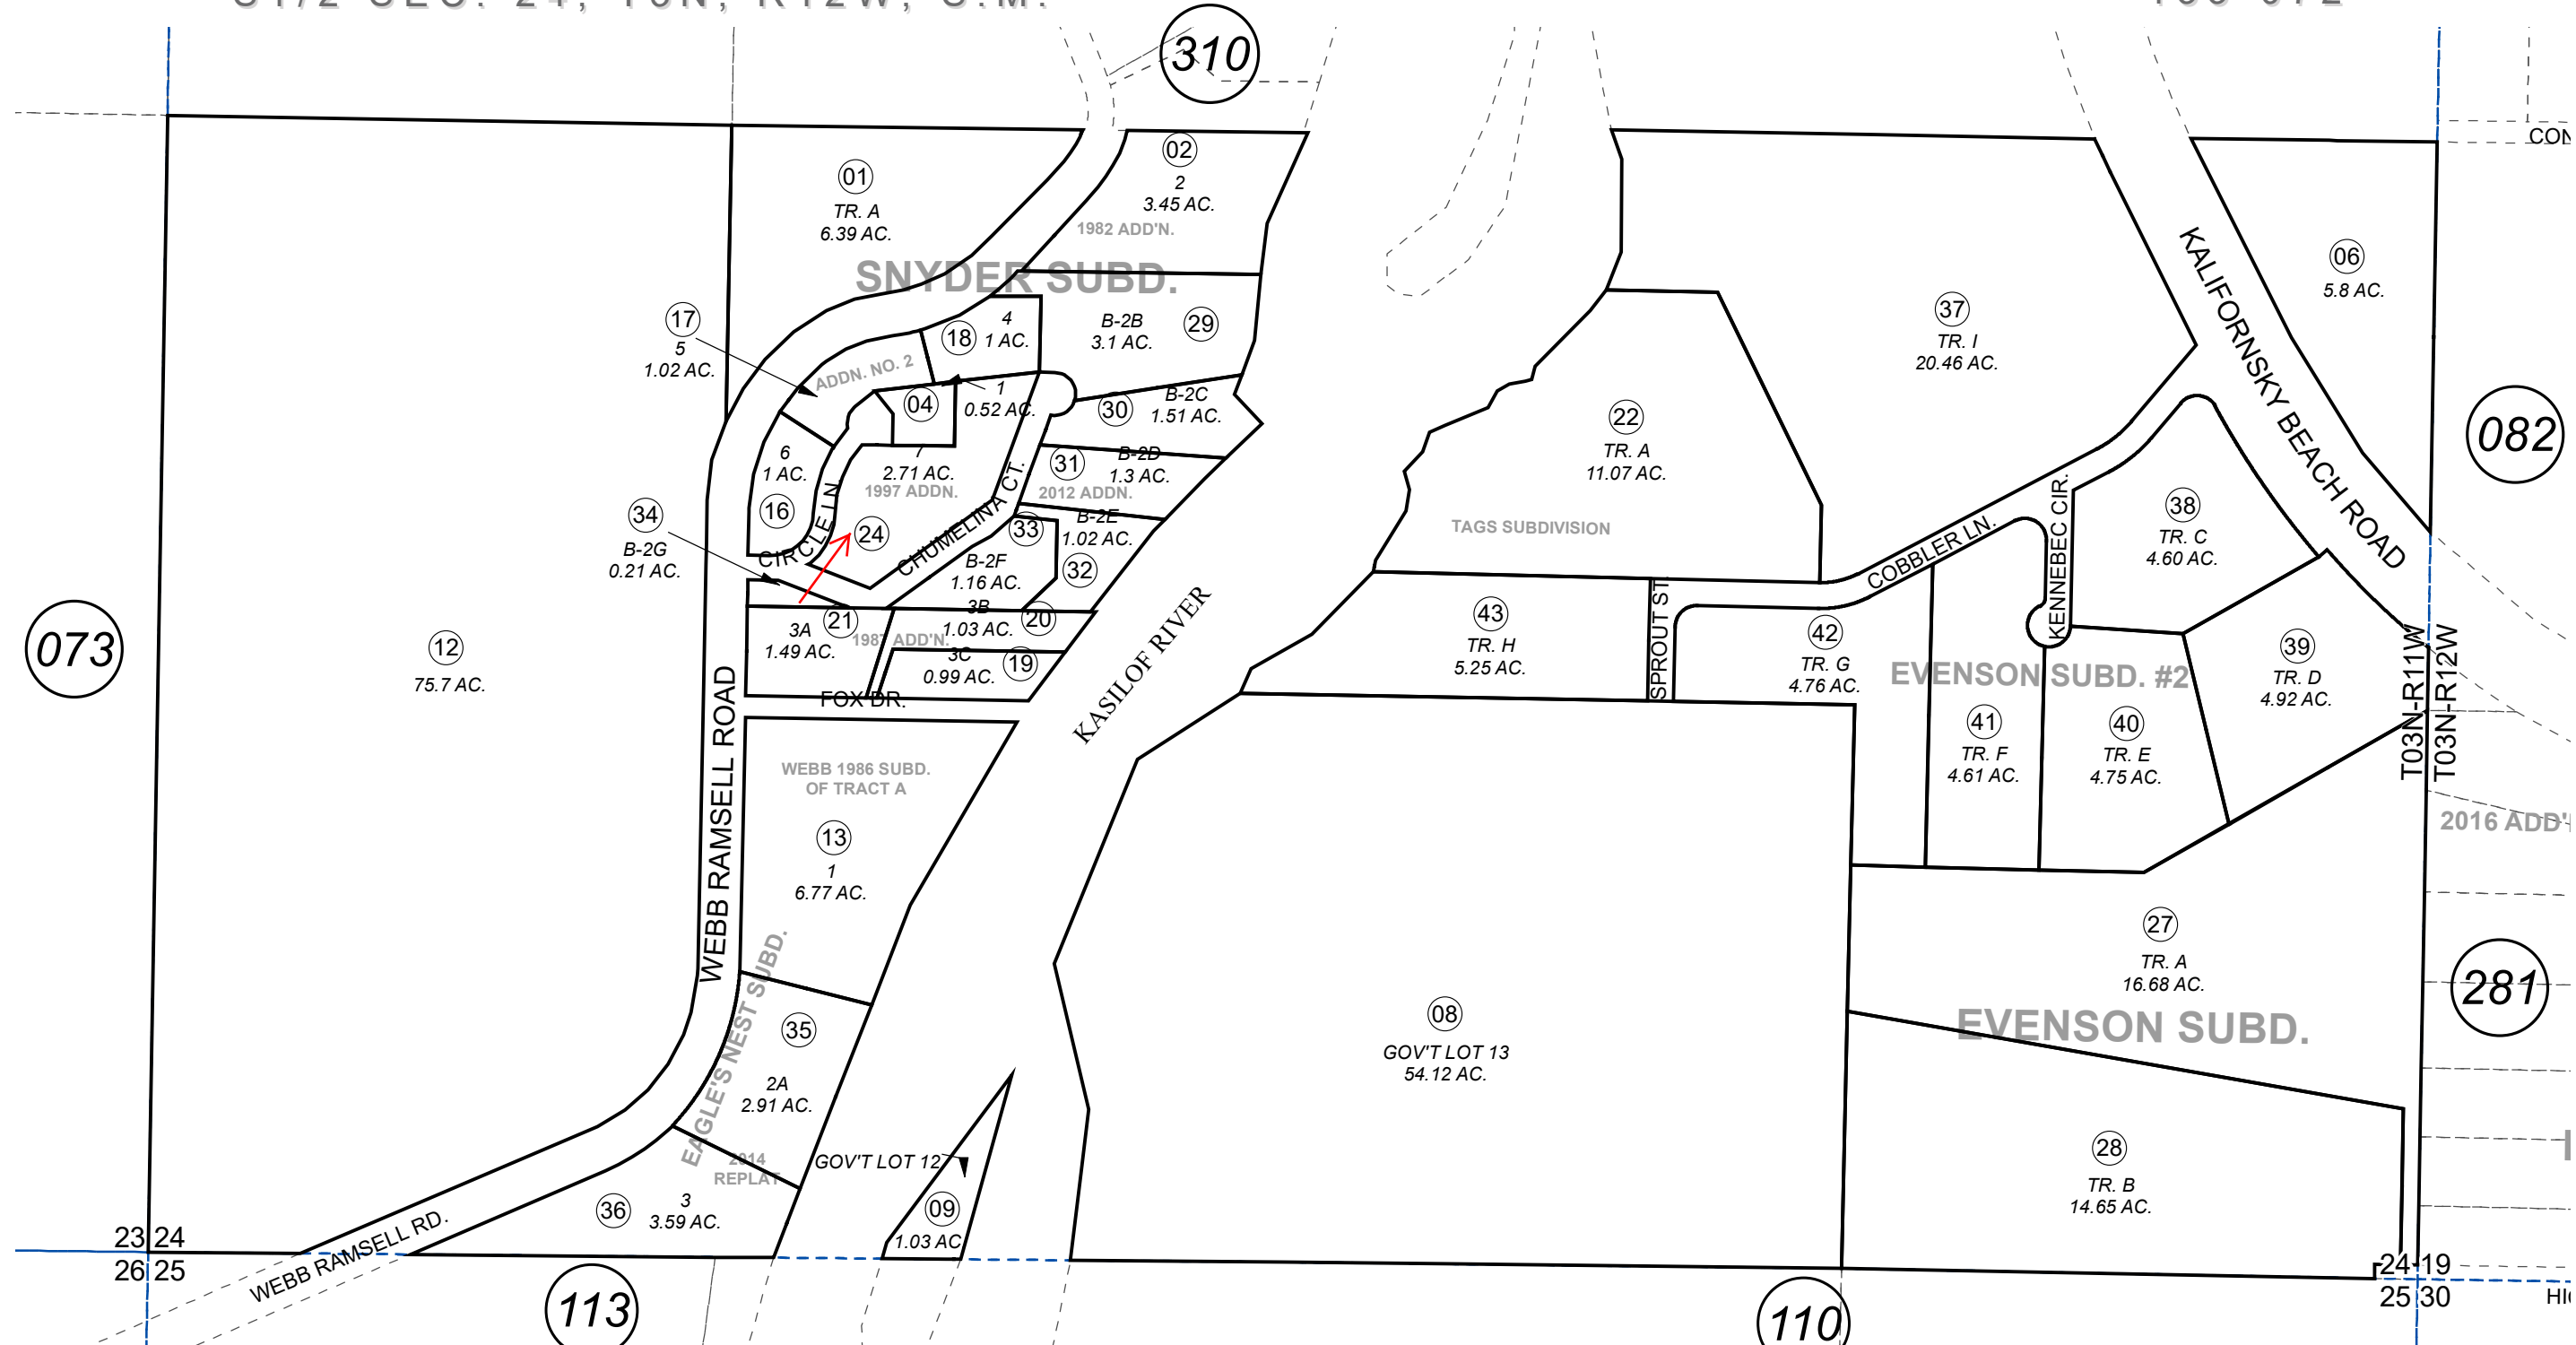 310
CON
01
TR. A
6.39 AC.
02
2
3.45 AC.
1982 ADD'N.
SNYDER SUBD.
KALIFORNSKY BEACH ROAD
06
5.8 AC.
17
5
1.02 AC.
18
4
1 AC.
B-2B
3.1 AC.
29
37
TR. I
20.46 AC.
ADDN. NO. 2
04
1
0.52 AC.
30
B-2C
1.51 AC.
22
TR. A
11.07 AC.
082
6
1 AC.
16
7
2.71 AC.
1997 ADDN.
31
B-2D
1.3 AC.
2012 ADDN.
34
B-2G
0.21 AC.
CIRCLE LN
24
CHUMELINA CT.
33
B-2E
1.02 AC.
32
B-2F
1.16 AC.
TAGS SUBDIVISION
38
TR. C
4.60 AC.
COBBLER LN.
KENNEBEC CIR.
073
12
75.7 AC.
3A
1.49 AC.
21
1987 ADD'N.
3B
1.03 AC.
20
3C
0.99 AC.
19
FOX DR.
KASILOF RIVER
43
TR. H
5.25 AC.
SPROUT ST
42
TR. G
4.76 AC.
EVENSON SUBD. #2
39
TR. D
4.92 AC.
T03N-R11W
T03N-R12W
WEBB RAMSELL ROAD
WEBB 1986 SUBD.
OF TRACT A
13
1
6.77 AC.
41
TR. F
4.61 AC.
40
TR. E
4.75 AC.
2016 ADD'
EAGLE'S NEST SUBD.
35
2A
2.91 AC.
08
GOV'T LOT 13
54.12 AC.
27
TR. A
16.68 AC.
EVENSON SUBD.
281
2014
REPLAT
GOV'T LOT 12
09
1.03 AC
36
3
3.59 AC.
28
TR. B
14.65 AC.
23 24
26 25
WEBB RAMSELL RD.
113
110
24 19
25 30